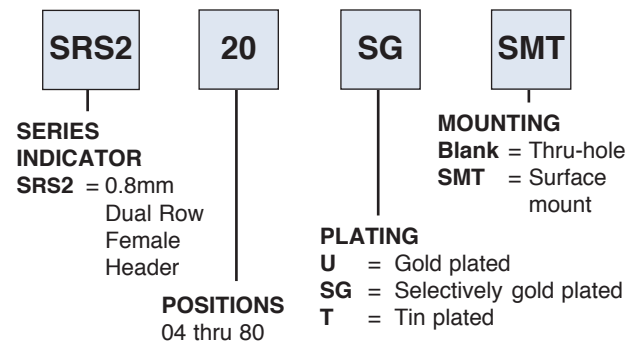 SRS2 20 SG SMT
SERIES
INDICATOR
SRS2 = 0.8mm
Dual Row
Female
Header
POSITIONS
04 thru 80
PLATING
U = Gold plated
SG = Selectively gold plated
T = Tin plated
MOUNTING
Blank = Thru-hole
SMT = Surface
mount